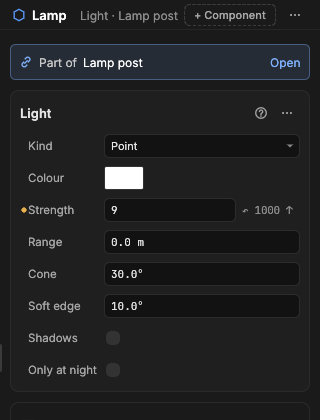 Lamp Light · Lamp post + Component ...
Part of Lamp post Open
Light
Kind Point
Colour
Strength 9 ↶ 1000 ↑
Range 0.0 m
Cone 30.0°
Soft edge 10.0°
Shadows
Only at night